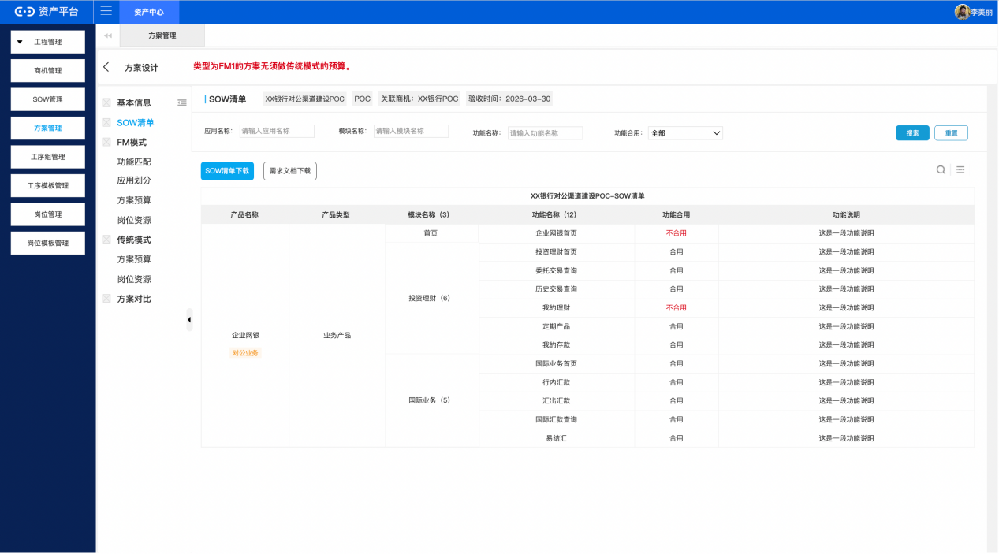 资产平台
资产中心
李美丽
工程管理
商机管理
SOW管理
方案管理
工序组管理
工序模板管理
岗位管理
岗位模板管理
方案管理
方案设计
类型为FM1的方案无须做传统模式的预算。
基本信息
SOW清单
FM模式
功能匹配
应用划分
方案预算
岗位资源
传统模式
方案预算
岗位资源
方案对比
SOW清单 XX银行对公渠道建设POC POC 关联商机：XX银行POC 验收时间：2026-03-30
应用名称： 请输入应用名称 模块名称： 请输入模块名称 功能名称： 请输入功能名称 功能合用： 全部 搜索 重置
SOW清单下载 需求文档下载
XX银行对公渠道建设POC-SOW清单
产品名称 产品类型 模块名称（3） 功能名称（12） 功能合用 功能说明
首页 企业网银首页 不合用 这是一段功能说明
投资理财首页 合用 这是一段功能说明
委托交易查询 合用 这是一段功能说明
历史交易查询 合用 这是一段功能说明
投资理财（6）
我的理财 不合用 这是一段功能说明
定期产品 合用 这是一段功能说明
企业网银 业务产品
我的存款 合用 这是一段功能说明
对公业务
国际业务首页 合用 这是一段功能说明
行内汇款 合用 这是一段功能说明
国际业务（5） 汇出汇款 合用 这是一段功能说明
国际汇款查询 合用 这是一段功能说明
易结汇 合用 这是一段功能说明